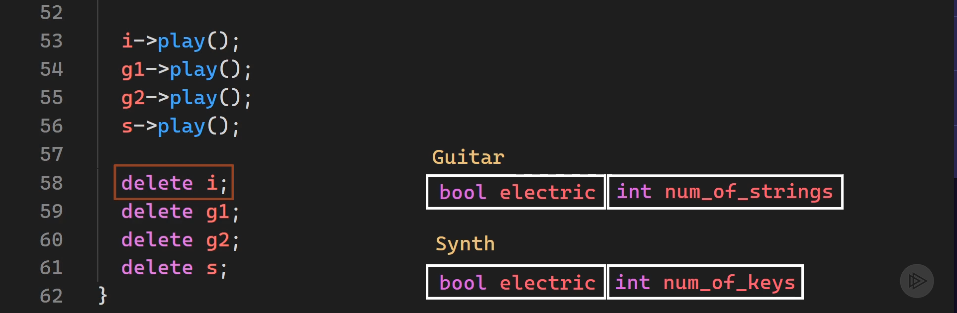 52
53 i->play();
54 g1->play();
55 g2->play();
56 s->play();
57
58 delete i;
59 delete g1;
60 delete g2;
61 delete s;
62 }
Guitar
bool electric int num_of_strings
Synth
bool electric int num_of_keys